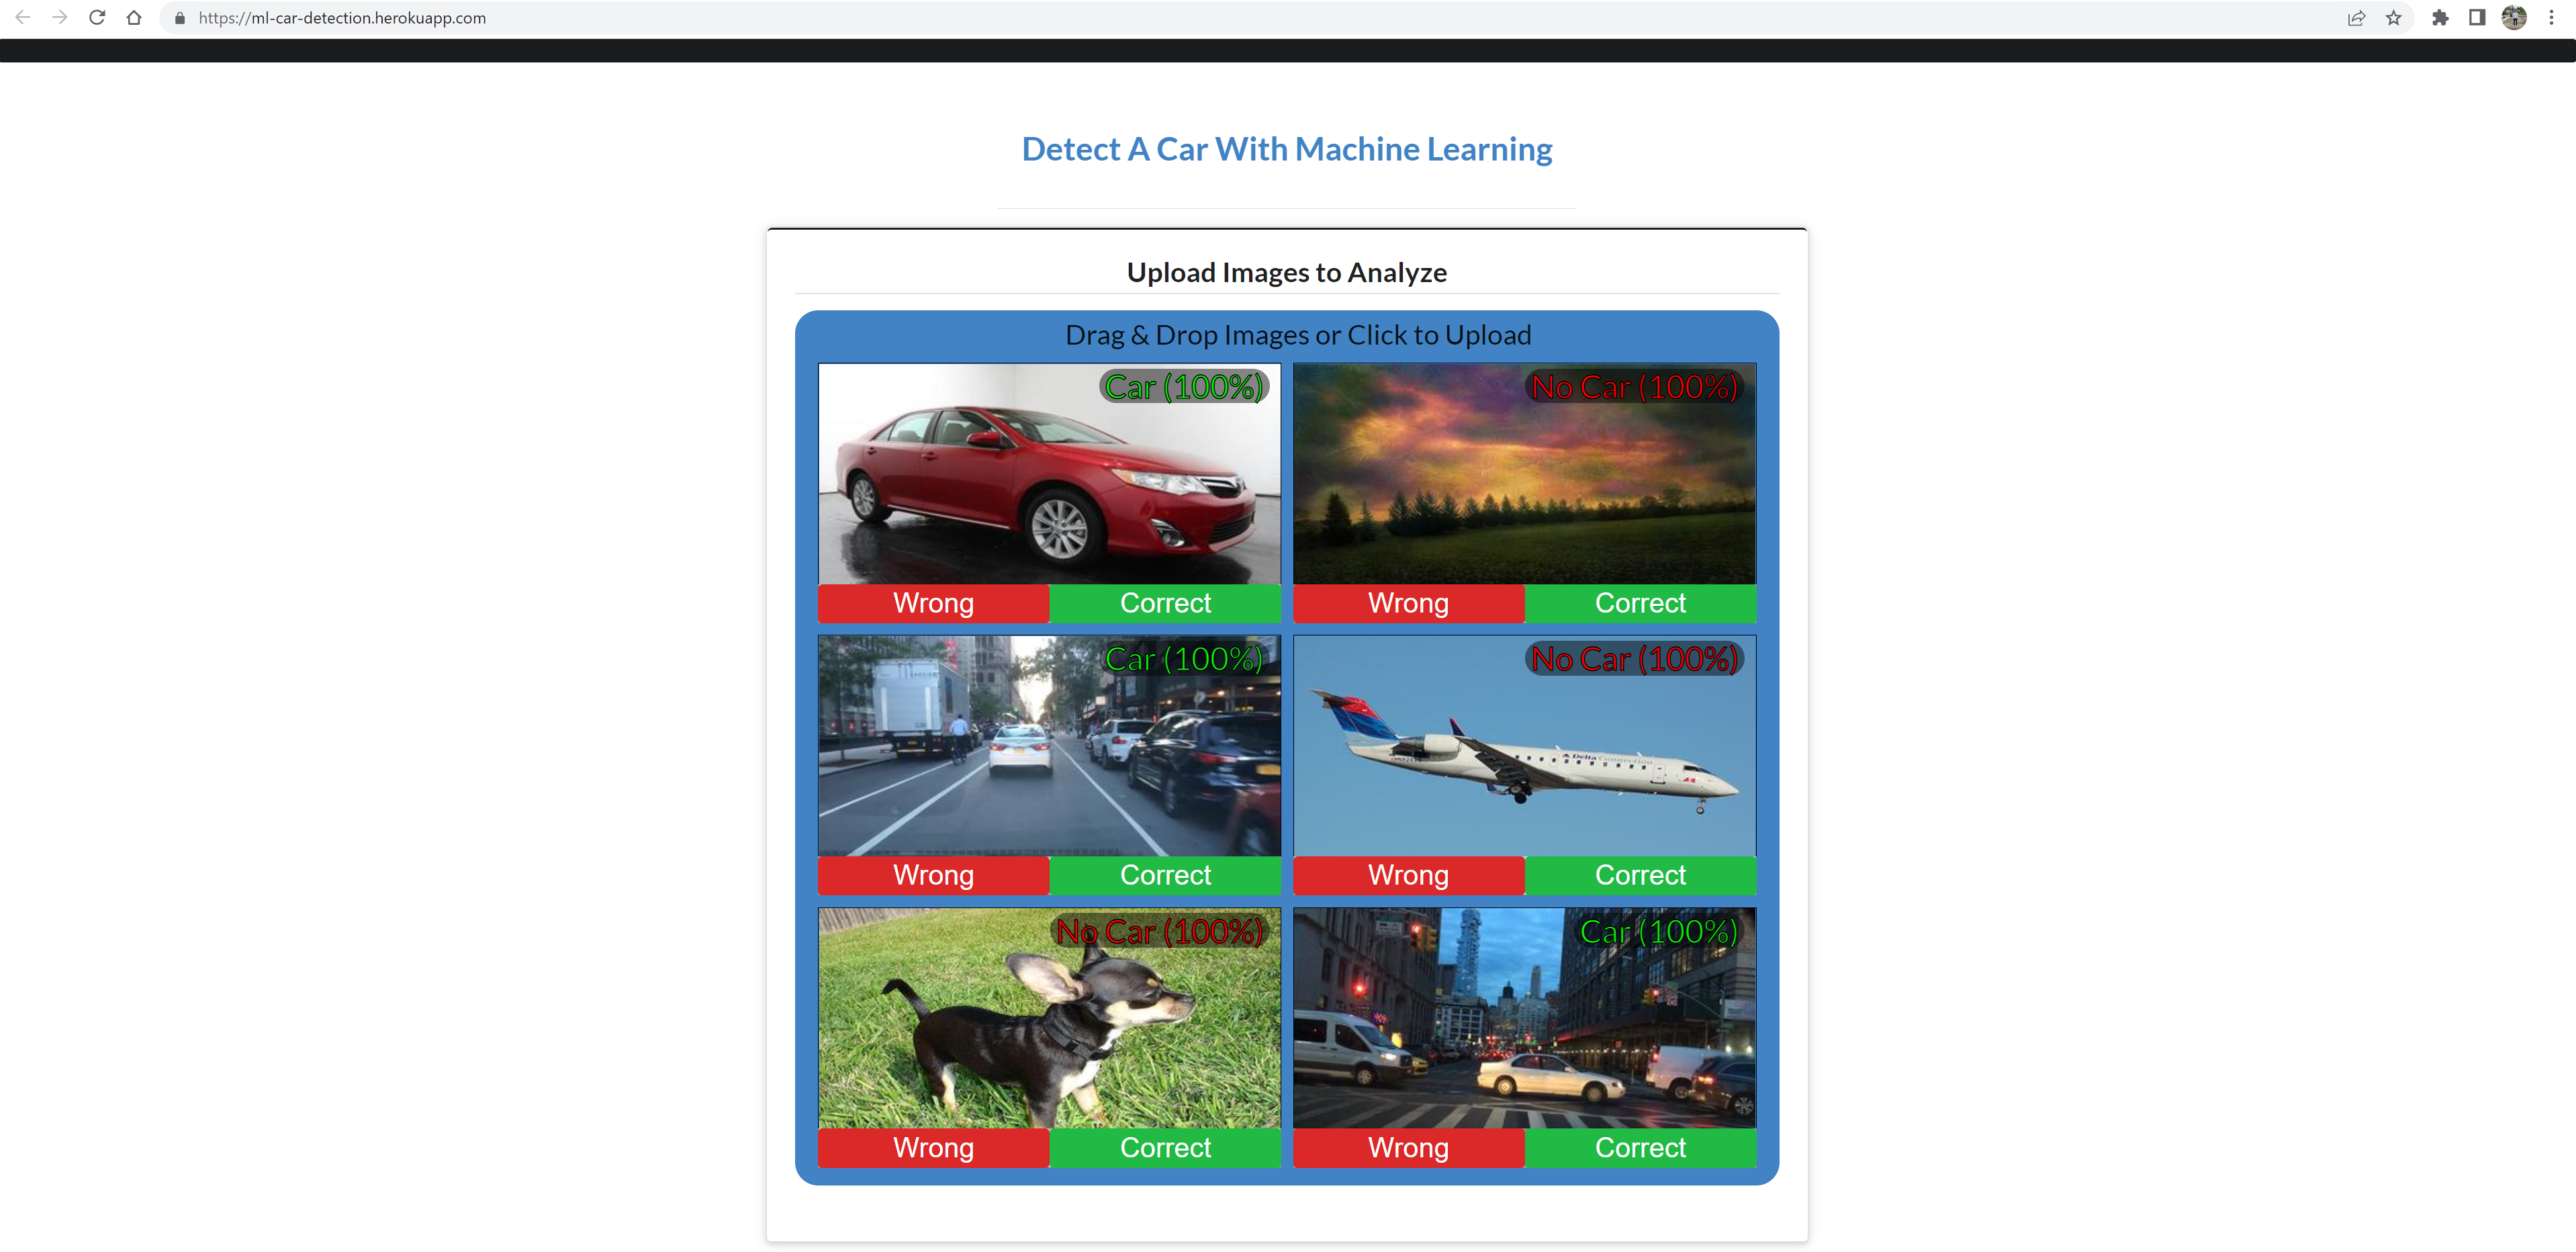 https://ml-car-detection.herokuapp.com
Detect A Car With Machine Learning
Upload Images to Analyze
Drag & Drop Images or Click to Upload
Car (100%)
No Car (100%)
Wrong
Correct
Wrong
Correct
Car (100%)
No Car (100%)
Delta Connection
Wrong
Correct
Wrong
Correct
No Car (100%)
Car (100%)
Wrong
Correct
Wrong
Correct